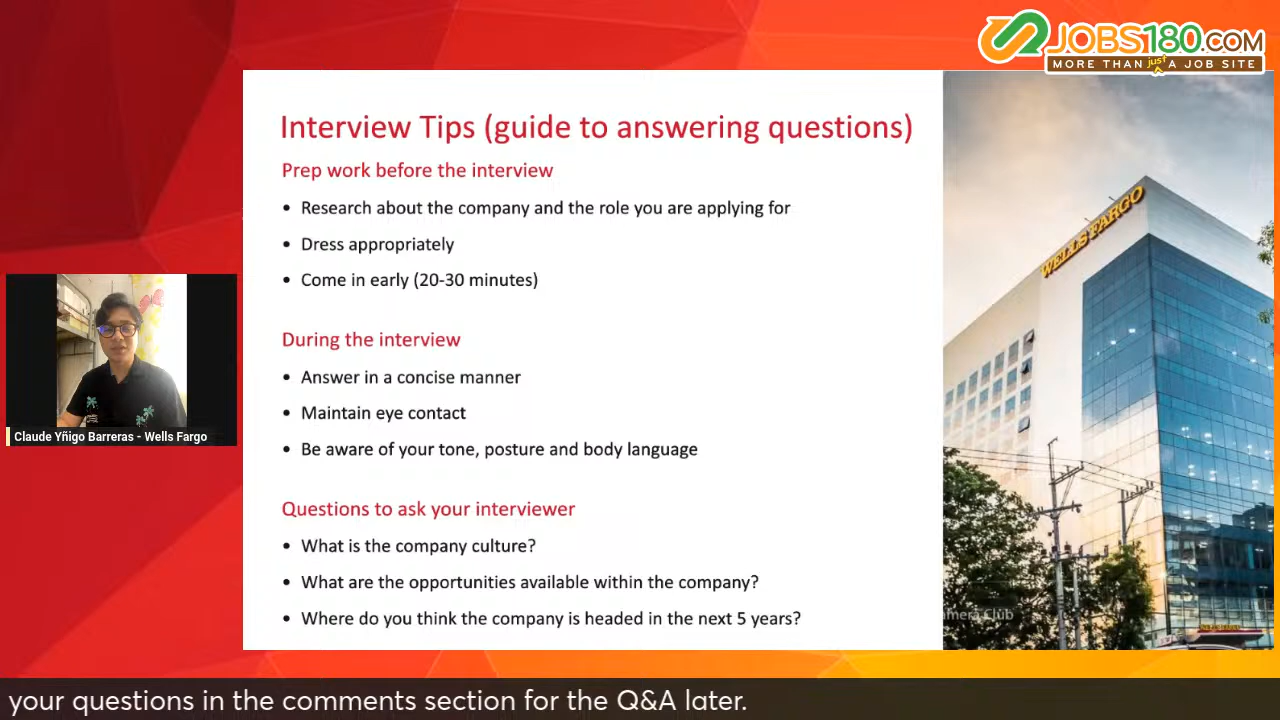 JOBS180.COM
MORE THAN just A JOB SITE
Interview Tips (guide to answering questions)
Prep work before the interview
• Research about the company and the role you are applying for
• Dress appropriately
• Come in early (20-30 minutes)
During the interview
• Answer in a concise manner
• Maintain eye contact
• Be aware of your tone, posture and body language
Questions to ask your interviewer
• What is the company culture?
• What are the opportunities available within the company?
• Where do you think the company is headed in the next 5 years?
WELLS FARGO
Club
Claude Yñigo Barreras - Wells Fargo
your questions in the comments section for the Q&A later.